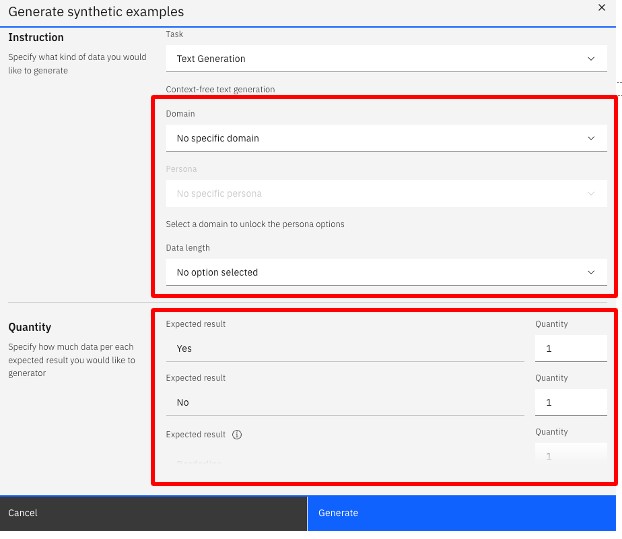 Generate synthetic examples
Instruction
Specify what kind of data you would
like to generate
Task
Text Generation
Context-free text generation
Domain
No specific domain
Persona
No specific persona
Select a domain to unlock the persona options
Data length
No option selected
Quantity
Specify how much data per each
expected result you would like to
generator
Expected result
Quantity
Yes
1
Expected result
Quantity
No
1
Expected result
Quantity
1
Cancel
Generate